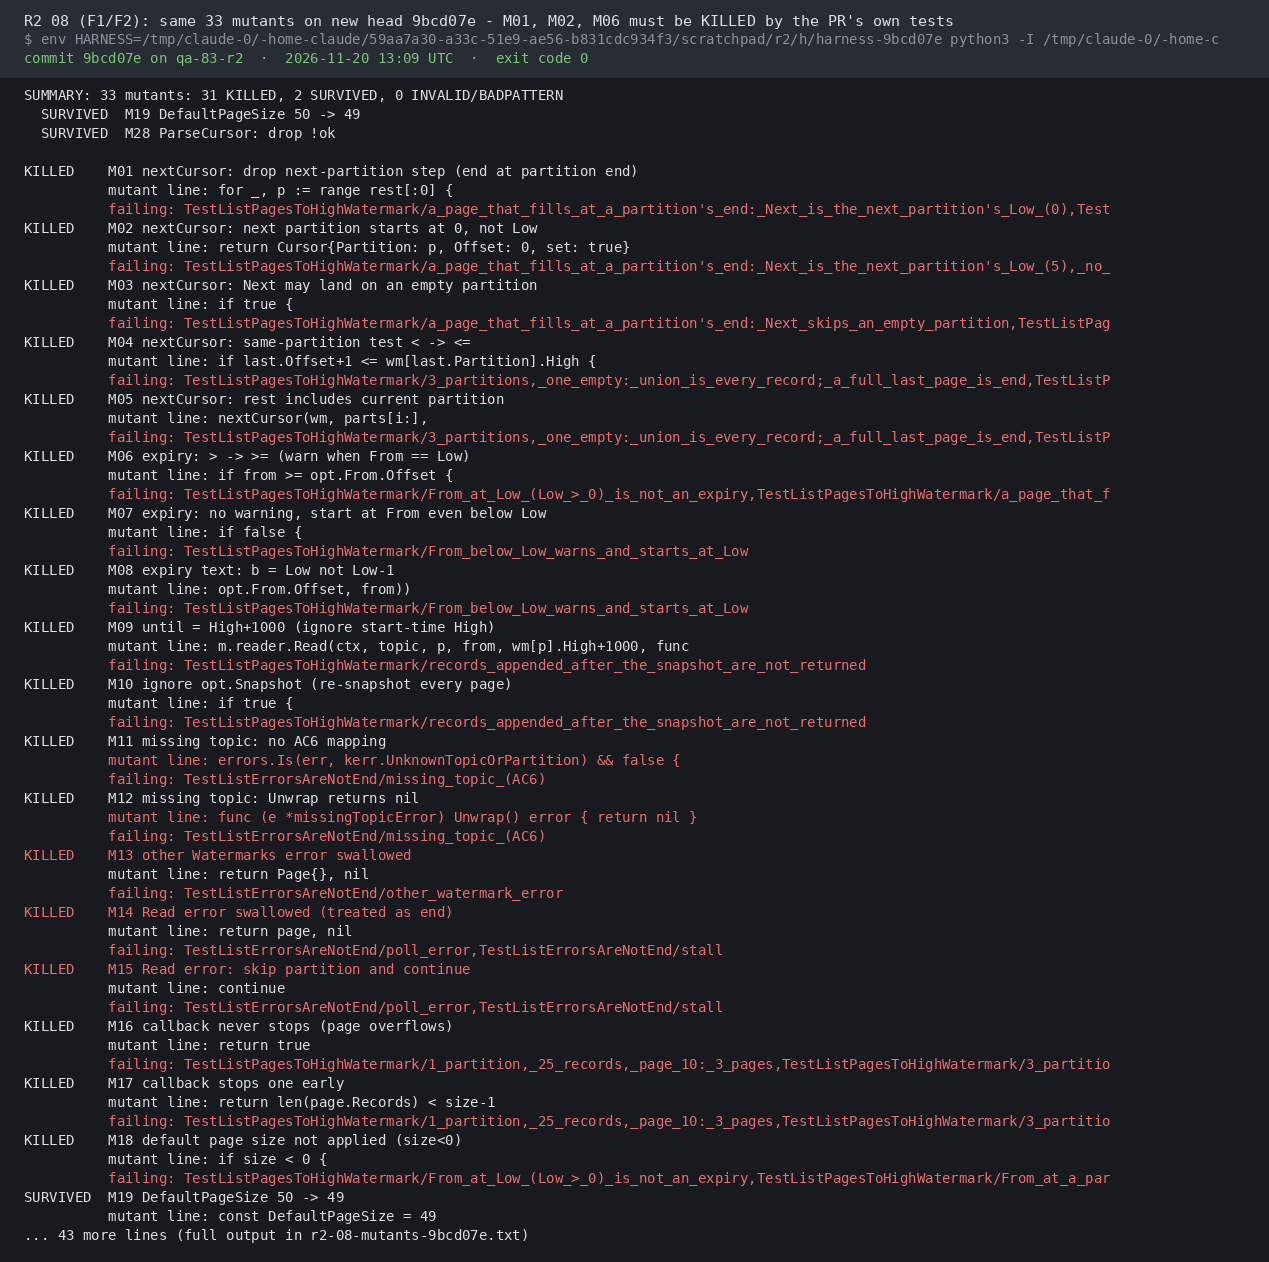 R2 08 (F1/F2): same 33 mutants on new head 9bcd07e - M01, M02, M06 must be KILLED by the PR's own tests
$ env HARNESS=/tmp/claude-0/-home-claude/59aa7a30-a33c-51e9-ae56-b831cdc934f3/scratchpad/r2/h/harness-9bcd07e python3 -I /tmp/claude-0/-home-c
commit 9bcd07e on qa-83-r2  ·  2026-11-20 13:09 UTC  ·  exit code 0
SUMMARY: 33 mutants: 31 KILLED, 2 SURVIVED, 0 INVALID/BADPATTERN
  SURVIVED  M19 DefaultPageSize 50 -> 49
  SURVIVED  M28 ParseCursor: drop !ok
KILLED    M01 nextCursor: drop next-partition step (end at partition end)
          mutant line: for _, p := range rest[:0] {
          failing: TestListPagesToHighWatermark/a_page_that_fills_at_a_partition's_end:_Next_is_the_next_partition's_Low_(0),Test
KILLED    M02 nextCursor: next partition starts at 0, not Low
          mutant line: return Cursor{Partition: p, Offset: 0, set: true}
          failing: TestListPagesToHighWatermark/a_page_that_fills_at_a_partition's_end:_Next_is_the_next_partition's_Low_(5),_no_
KILLED    M03 nextCursor: Next may land on an empty partition
          mutant line: if true {
          failing: TestListPagesToHighWatermark/a_page_that_fills_at_a_partition's_end:_Next_skips_an_empty_partition,TestListPag
KILLED    M04 nextCursor: same-partition test < -> <=
          mutant line: if last.Offset+1 <= wm[last.Partition].High {
          failing: TestListPagesToHighWatermark/3_partitions,_one_empty:_union_is_every_record;_a_full_last_page_is_end,TestListP
KILLED    M05 nextCursor: rest includes current partition
          mutant line: nextCursor(wm, parts[i:],
          failing: TestListPagesToHighWatermark/3_partitions,_one_empty:_union_is_every_record;_a_full_last_page_is_end,TestListP
KILLED    M06 expiry: > -> >= (warn when From == Low)
          mutant line: if from >= opt.From.Offset {
          failing: TestListPagesToHighWatermark/From_at_Low_(Low_>_0)_is_not_an_expiry,TestListPagesToHighWatermark/a_page_that_f
KILLED    M07 expiry: no warning, start at From even below Low
          mutant line: if false {
          failing: TestListPagesToHighWatermark/From_below_Low_warns_and_starts_at_Low
KILLED    M08 expiry text: b = Low not Low-1
          mutant line: opt.From.Offset, from))
          failing: TestListPagesToHighWatermark/From_below_Low_warns_and_starts_at_Low
KILLED    M09 until = High+1000 (ignore start-time High)
          mutant line: m.reader.Read(ctx, topic, p, from, wm[p].High+1000, func
          failing: TestListPagesToHighWatermark/records_appended_after_the_snapshot_are_not_returned
KILLED    M10 ignore opt.Snapshot (re-snapshot every page)
          mutant line: if true {
          failing: TestListPagesToHighWatermark/records_appended_after_the_snapshot_are_not_returned
KILLED    M11 missing topic: no AC6 mapping
          mutant line: errors.Is(err, kerr.UnknownTopicOrPartition) && false {
          failing: TestListErrorsAreNotEnd/missing_topic_(AC6)
KILLED    M12 missing topic: Unwrap returns nil
          mutant line: func (e *missingTopicError) Unwrap() error { return nil }
          failing: TestListErrorsAreNotEnd/missing_topic_(AC6)
KILLED    M13 other Watermarks error swallowed
          mutant line: return Page{}, nil
          failing: TestListErrorsAreNotEnd/other_watermark_error
KILLED    M14 Read error swallowed (treated as end)
          mutant line: return page, nil
          failing: TestListErrorsAreNotEnd/poll_error,TestListErrorsAreNotEnd/stall
KILLED    M15 Read error: skip partition and continue
          mutant line: continue
          failing: TestListErrorsAreNotEnd/poll_error,TestListErrorsAreNotEnd/stall
KILLED    M16 callback never stops (page overflows)
          mutant line: return true
          failing: TestListPagesToHighWatermark/1_partition,_25_records,_page_10:_3_pages,TestListPagesToHighWatermark/3_partitio
KILLED    M17 callback stops one early
          mutant line: return len(page.Records) < size-1
          failing: TestListPagesToHighWatermark/1_partition,_25_records,_page_10:_3_pages,TestListPagesToHighWatermark/3_partitio
KILLED    M18 default page size not applied (size<0)
          mutant line: if size < 0 {
          failing: TestListPagesToHighWatermark/From_at_Low_(Low_>_0)_is_not_an_expiry,TestListPagesToHighWatermark/From_at_a_par
SURVIVED  M19 DefaultPageSize 50 -> 49
          mutant line: const DefaultPageSize = 49
... 43 more lines (full output in r2-08-mutants-9bcd07e.txt)